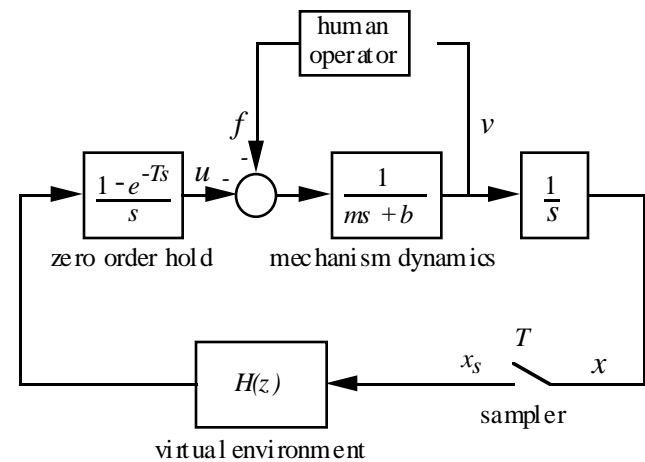 human
operator
f
v
1 - e^{-Ts}
s
u
-
-
1
ms + b
1
s
zero order hold
mechanism dynamics
T
H(z)
x_s
x
sampler
virtual environment